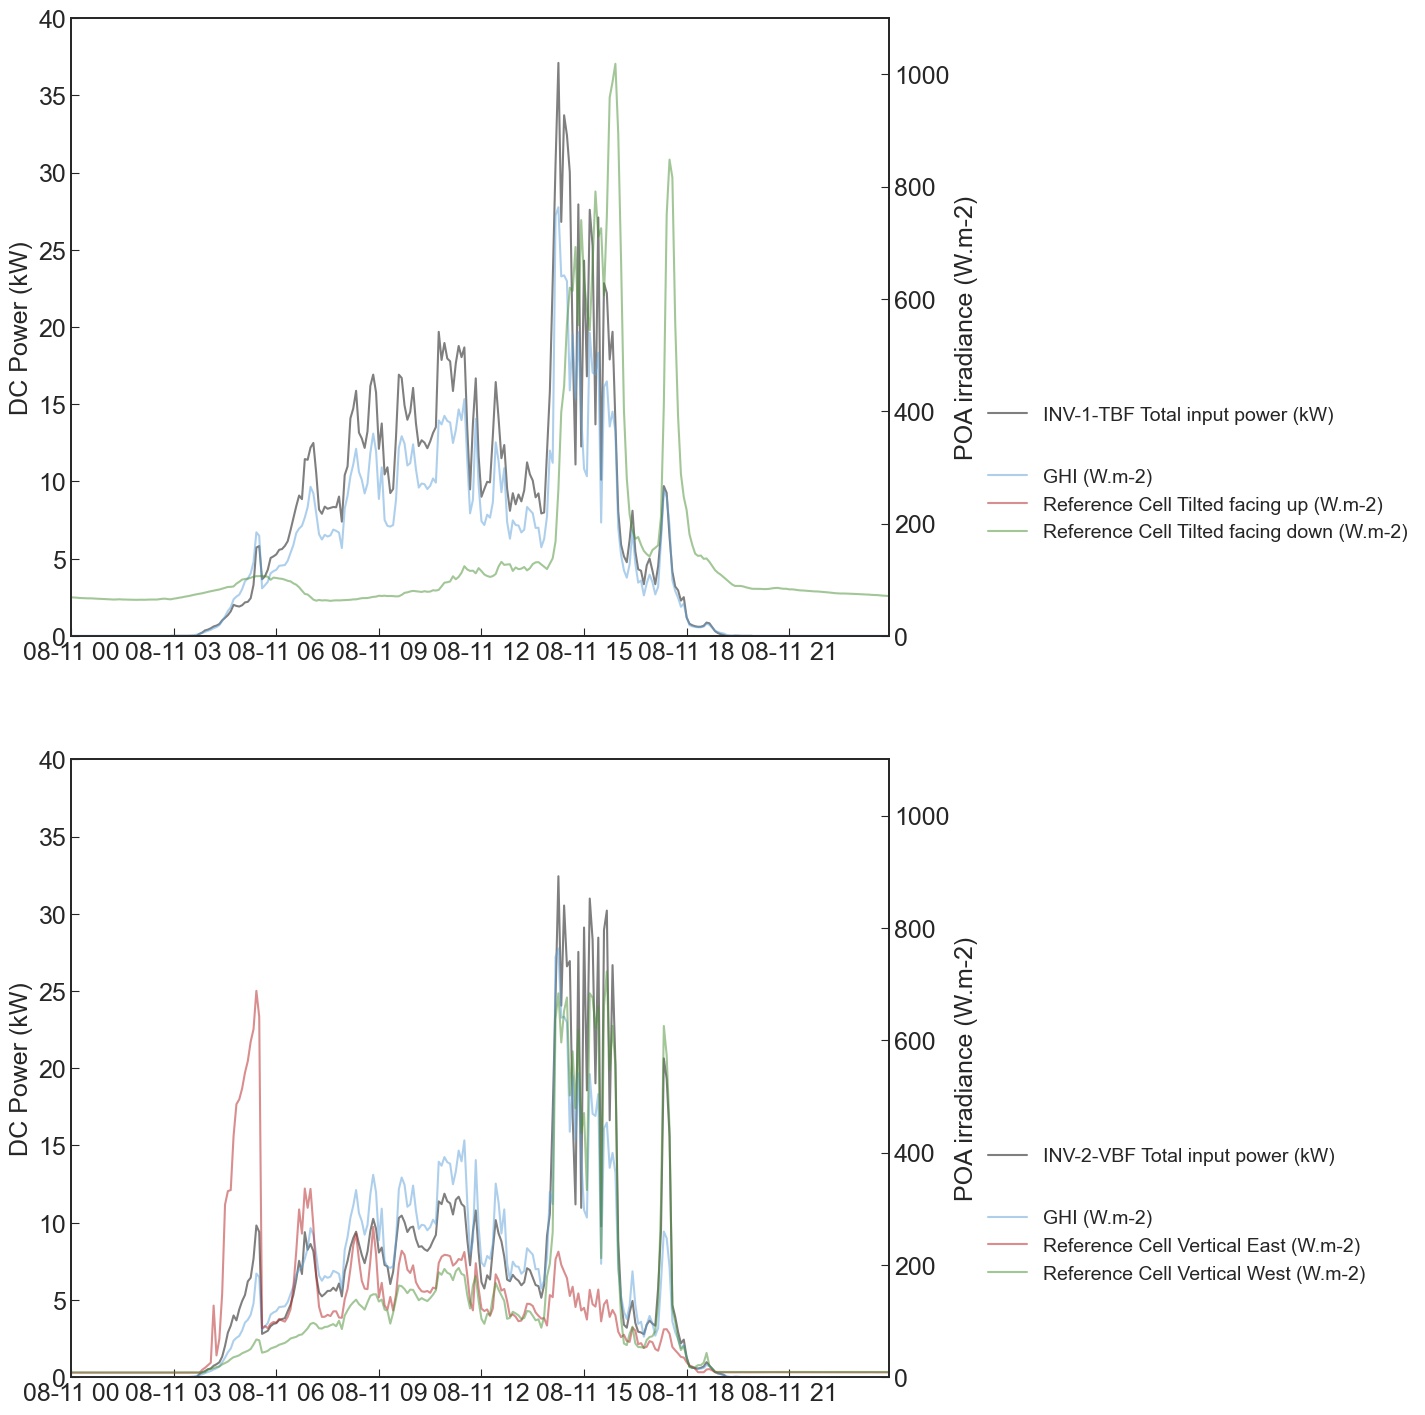 40
35
30
25
20
15
10
5
0
DC Power (kW)
1000
800
600
400
200
0
POA irradiance (W.m-2)
08-11 00 08-11 03 08-11 06 08-11 09 08-11 12 08-11 15 08-11 18 08-11 21
INV-1-TBF Total input power (kW)
GHI (W.m-2)
Reference Cell Tilted facing up (W.m-2)
Reference Cell Tilted facing down (W.m-2)
40
35
30
25
20
15
10
5
0
DC Power (kW)
1000
800
600
400
200
0
POA irradiance (W.m-2)
08-11 00 08-11 03 08-11 06 08-11 09 08-11 12 08-11 15 08-11 18 08-11 21
INV-2-VBF Total input power (kW)
GHI (W.m-2)
Reference Cell Vertical East (W.m-2)
Reference Cell Vertical West (W.m-2)